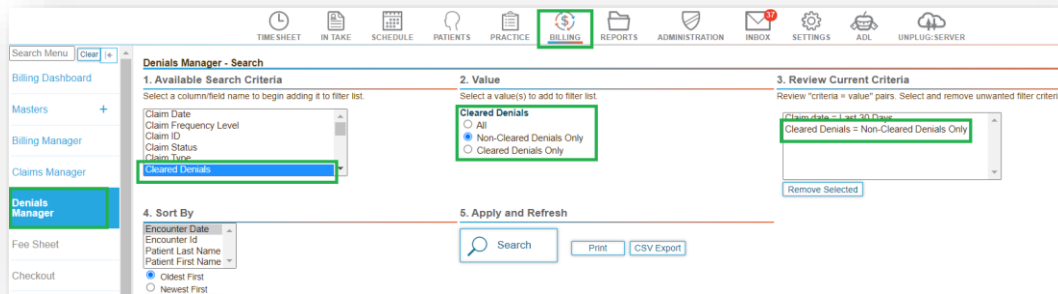 37
TIMESHEET IN TAKE SCHEDULE PATIENTS PRACTICE BILLING REPORTS ADMINISTRATION INBOX SETTINGS ADL UNPLUG:SERVER
Search Menu Clear
Billing Dashboard
Masters +
Billing Manager
Claims Manager
Denials
Manager
Fee Sheet
Checkout
Denials Manager - Search
1. Available Search Criteria
Select a column/field name to begin adding it to filter list.
Claim Date
Claim Frequency Level
Claim ID
Claim Status
Claim Type
Cleared Denials
2. Value
Select a value(s) to add to filter list.
Cleared Denials
All
Non-Cleared Denials Only
Cleared Denials Only
3. Review Current Criteria
Review "criteria = value" pairs. Select and remove unwanted filter criteri
Claim date = Last 30 Days
Cleared Denials = Non-Cleared Denials Only
Remove Selected
4. Sort By
Encounter Date
Encounter Id
Patient Last Name
Patient First Name
Oldest First
Newest First
5. Apply and Refresh
Search Print CSV Export